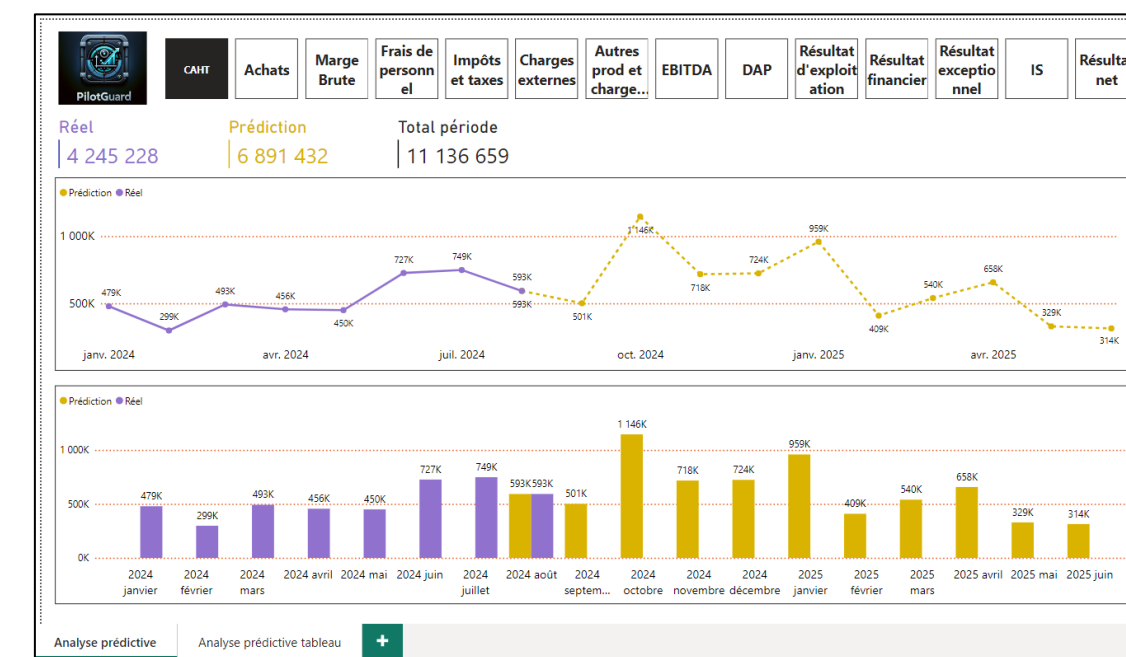 PilotGuard
CAHT
Achats
Marge
Brute
Frais de
personn
el
Impôts
et taxes
Charges
externes
Autres
prod et
charge...
EBITDA
DAP
Résultat
d'exploit
ation
Résultat
financier
Résultat
exceptio
nnel
IS
Résulta
net
Réel
4 245 228
Prédiction
6 891 432
Total période
11 136 659
Prédiction Réel
1 000K
500K
479K
299K
493K
456K
450K
727K
749K
593K
593K
501K
1 146K
718K
724K
959K
409K
540K
658K
329K
314K
janv. 2024 avr. 2024 juil. 2024 oct. 2024 janv. 2025 avr. 2025
Prédiction Réel
1 000K
500K
0K
479K
299K
493K
456K
450K
727K
749K
593K 593K
501K
1 146K
718K
724K
959K
409K
540K
658K
329K
314K
2024
janvier
2024
février
2024
mars
2024 avril
2024 mai
2024 juin
2024
juillet
2024 août
2024
septem...
2024
octobre
2024
novembre
2024
décembre
2025
janvier
2025
février
2025
mars
2025 avril
2025 mai
2025 juin
Analyse prédictive Analyse prédictive tableau +